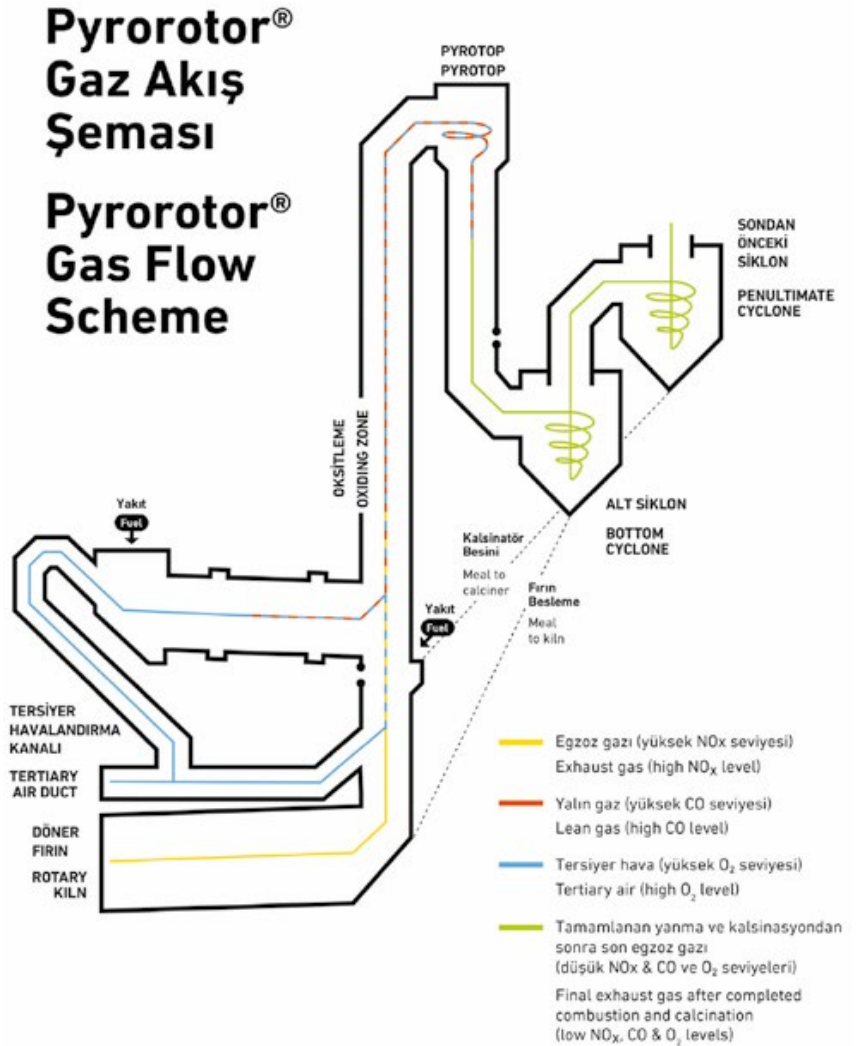 Pyrorotor®
Gaz Akış
Şeması
Pyrorotor®
Gas Flow
Scheme
PYROTOP
PYROTOP
SONDAN
ÖNCEKİ
SİKLON
PENULTIMATE
CYCLONE
OKSİTLEME
OXIDING ZONE
Yakıt
Fuel
ALT SİKLON
BOTTOM
CYCLONE
Kalsinatör
Besini
Meal to
calciner
Fırın
Besleme
Meal
to kiln
Yakıt
Fuel
TERSİYER
HAVALANDIRMA
KANALI
TERTIARY
AIR DUCT
DÖNER
FIRIN
ROTARY
KILN
Egzoz gazı (yüksek NOx seviyesi)
Exhaust gas (high NOₓ level)
Yalın gaz (yüksek CO seviyesi)
Lean gas (high CO level)
Tersiyer hava (yüksek O₂ seviyesi)
Tertiary air (high O₂ level)
Tamamlanan yanma ve kalsinasyondan
sonra son egzoz gazı
(düşük NOx & CO ve O₂ seviyeleri)
Final exhaust gas after completed
combustion and calcination
(low NOₓ, CO & O₂ levels)